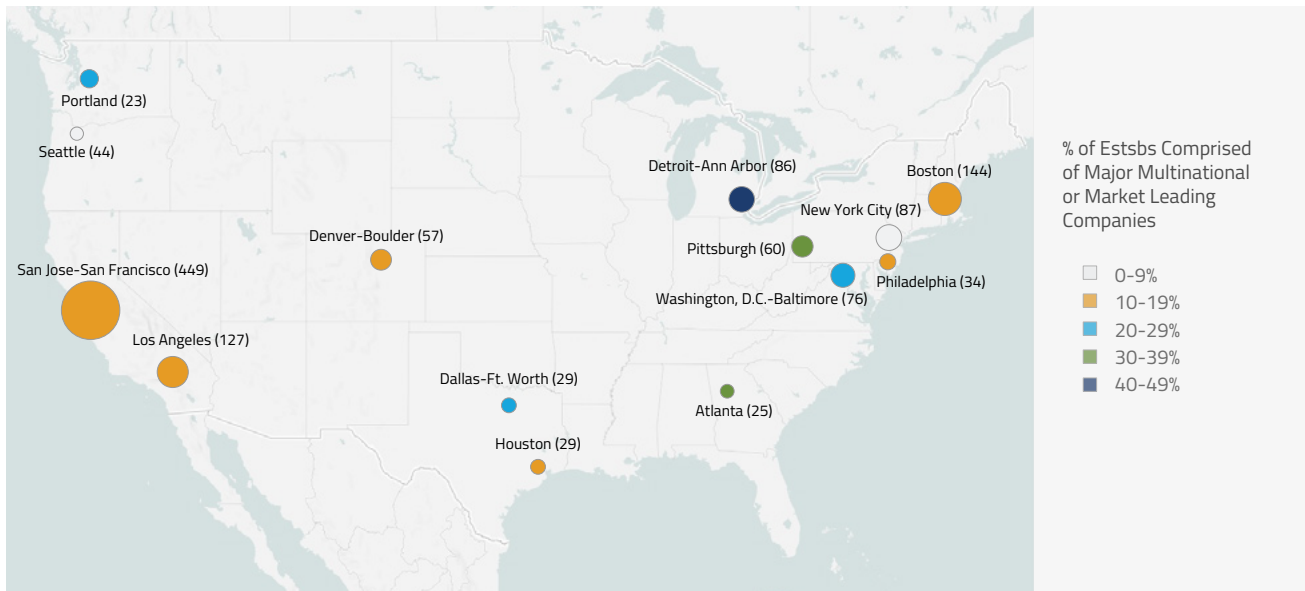 Portland (23)
Seattle (44)
Detroit-Ann Arbor (86)
Boston (144)
New York City (87)
Denver-Boulder (57)
Pittsburgh (60)
San Jose-San Francisco (449)
Philadelphia (34)
Washington, D.C.-Baltimore (76)
Los Angeles (127)
Dallas-Ft. Worth (29)
Atlanta (25)
Houston (29)
% of Estsbs Comprised
of Major Multinational
or Market Leading
Companies
0-9%
10-19%
20-29%
30-39%
40-49%